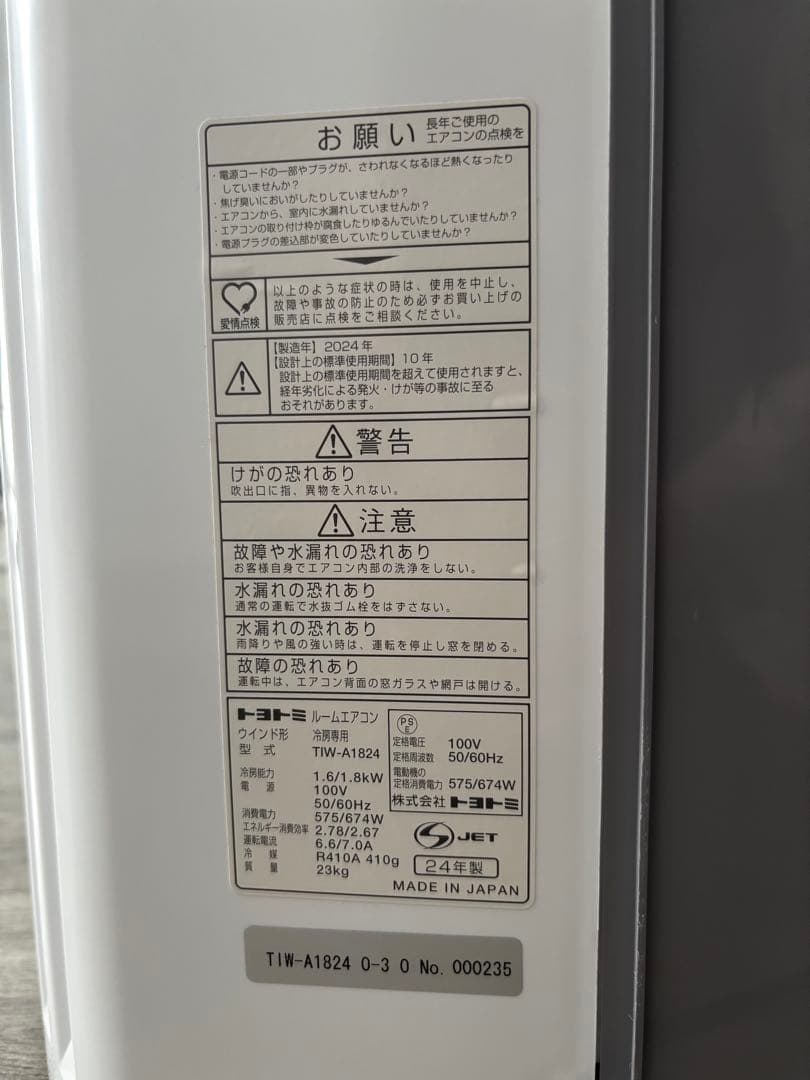 お願い 長年ご使用の
エアコンの点検を
・電源コードの一部やプラグが、さわれなくなるほど熱くなったり
していませんか？
・焦げ臭いにおいがしたりしていませんか？
・エアコンから、室内に水漏れしていませんか？
・エアコンの取り付け枠が腐食したりゆるんでいたりしていませんか？
・電源プラグの差込部が変色していたりしていませんか？
愛情点検
以上のような症状の時は、使用を中止し、
故障や事故の防止のため必ずお買い上げの
販売店に点検をご相談ください。
【製造年】2024年
【設計上の標準使用期間】10年
設計上の標準使用期間を超えて使用されますと、
経年劣化による発火・けが等の事故に至る
おそれがあります。
警告
けがの恐れあり
吹出口に指、異物を入れない。
注意
故障や水漏れの恐れあり
お客様自身でエアコン内部の洗浄をしない。
水漏れの恐れあり
通常の運転で水抜ゴム栓をはずさない。
水漏れの恐れあり
雨降りや風の強い時は、運転を停止し窓を閉める。
故障の恐れあり
運転中は、エアコン背面の窓ガラスや網戸は開ける。
トヨトミ ルームエアコン
ウインド形 冷房専用
型式 TIW-A1824
冷房能力 1.6/1.8kW
電源 100V
50/60Hz
消費電力 575/674W
エネルギー消費効率 2.78/2.67
運転電流 6.6/7.0A
冷媒 R410A 410g
質量 23kg
PS
E
定格電圧 100V
定格周波数 50/60Hz
電動機の
定格消費電力 575/674W
株式会社 トヨトミ
S JET
24年製
MADE IN JAPAN
TIW-A1824 0-3 0 No. 000235